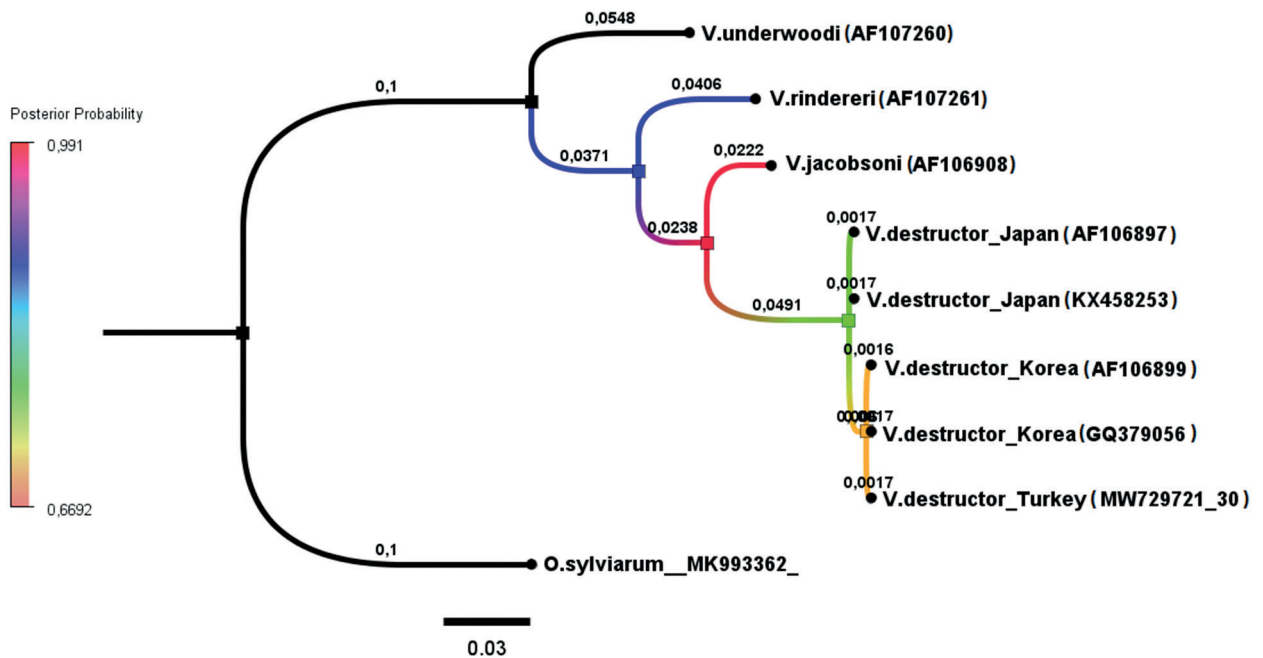 0,0548
V.underwoodi (AF107260)
0,1
0,0406
V.rindereri (AF107261)
Posterior Probability
0,991
0,0371
0,0222
V.jacobsoni (AF106908)
0,0238
0,0017
V.destructor_Japan (AF106897)
0,0017
V.destructor_Japan (KX458253)
0,0491
0,0016
V.destructor_Korea (AF106899)
V.destructor_Korea (GQ379056)
0,0017
V.destructor_Turkey (MW729721_30)
0,6692
0,1
O.sylviarum__MK993362_
0.03